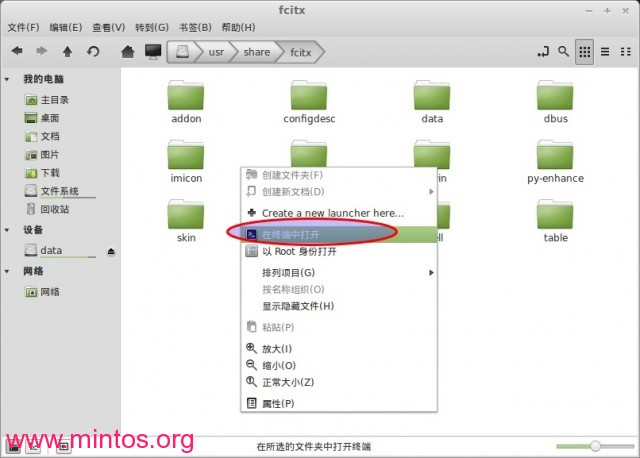 fcitx
文件(F) 编辑(E) 查看(V) 转到(G) 书签(B) 帮助(H)
usr share fcitx
我的电脑
主目录
桌面
文档
图片
下载
文件系统
回收站
设备
data
网络
网络
addon configdesc data dbus
imicon py-enhance
skin table
创建文件夹(F)
创建新文档(D)
Create a new launcher here...
在终端中打开
以 Root 身份打开
排列项目(G)
按名称组织(O)
显示隐藏文件(H)
粘贴(P)
放大(I)
缩小(O)
正常大小(Z)
属性(P)
www.mintos.org
在所选的文件夹中打开终端